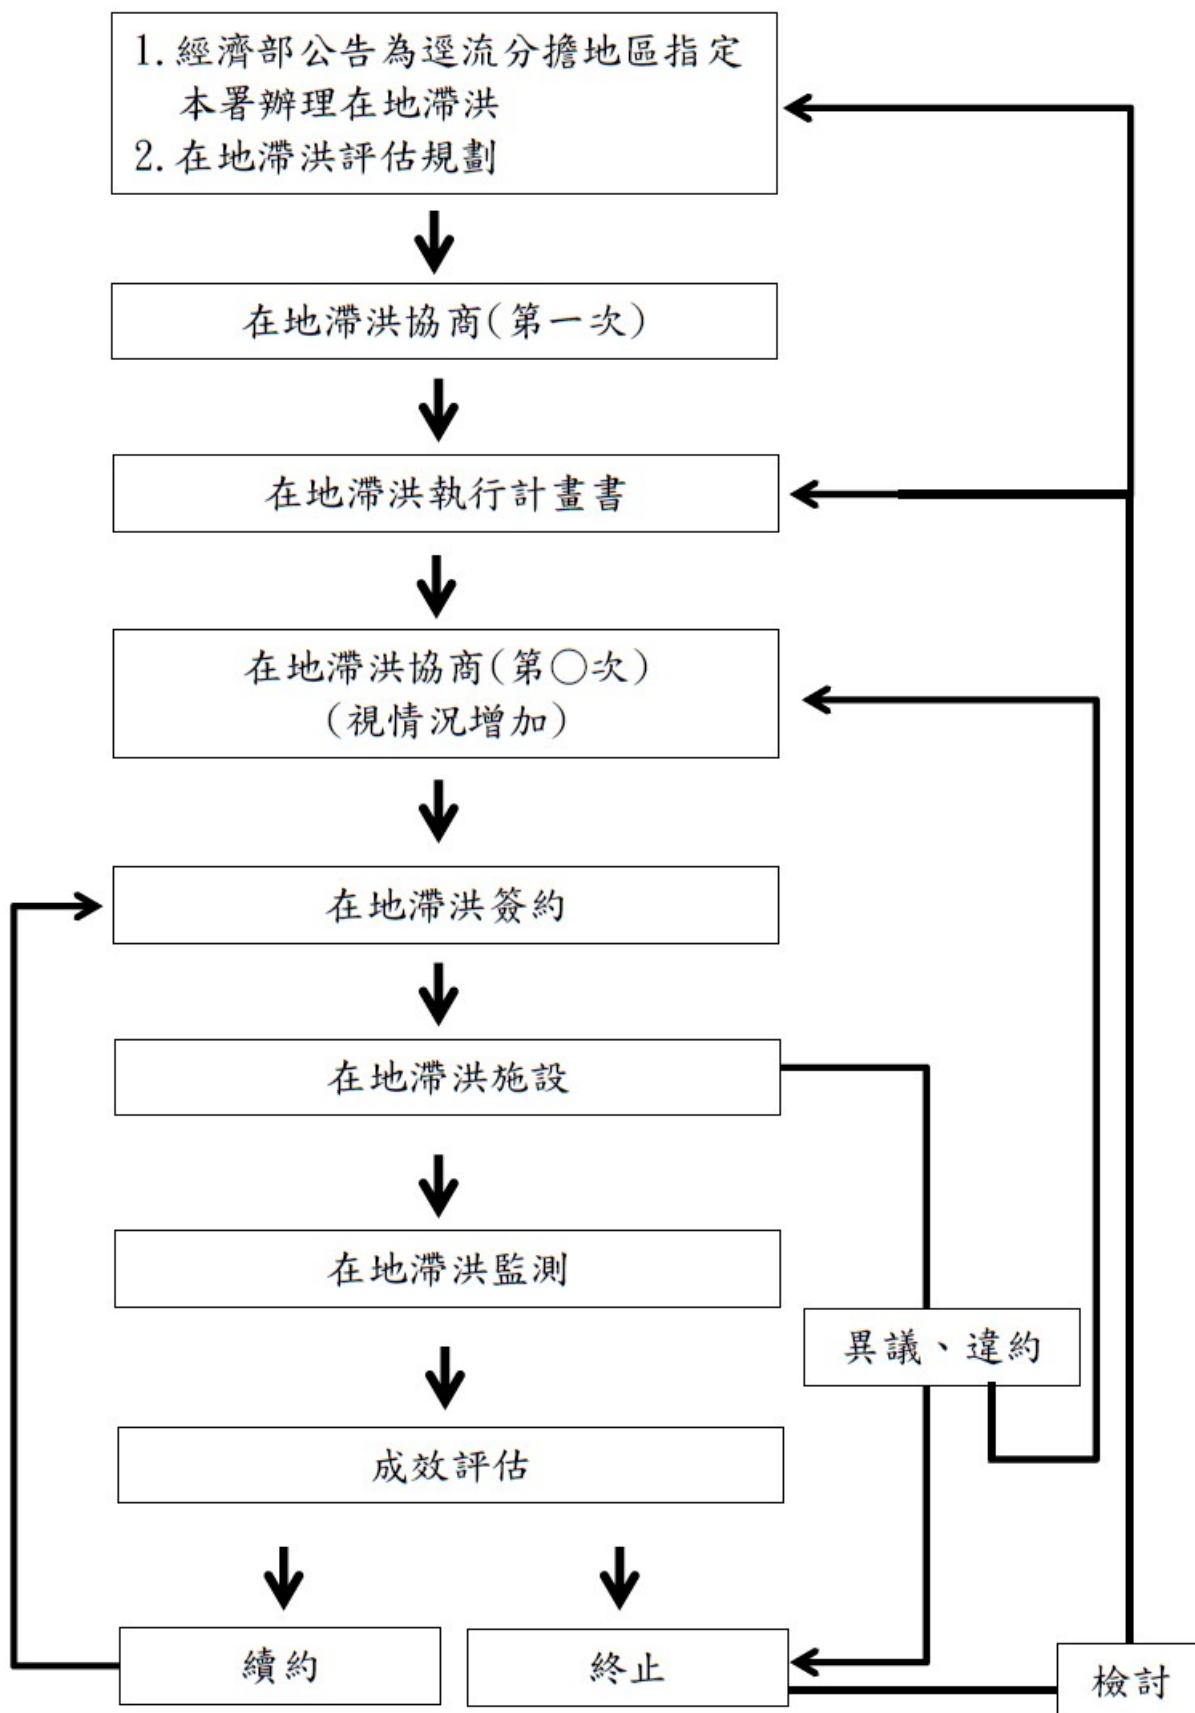 1. 經濟部公告為逕流分擔地區指定
本署辦理在地滯洪
2. 在地滯洪評估規劃
在地滯洪協商(第一次)
在地滯洪執行計畫書
在地滯洪協商(第○次)
(視情況增加)
在地滯洪簽約
在地滯洪施設
在地滯洪監測
異議、違約
成效評估
續約
終止
檢討